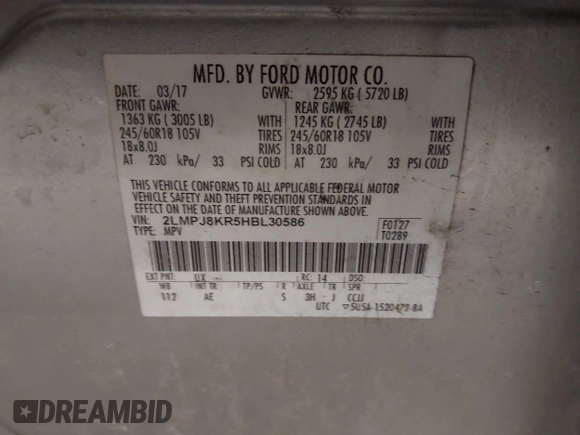 MFD. BY FORD MOTOR CO.
DATE: 03/17 GVWR: 2595 KG ( 5720 LB)
FRONT GAWR: REAR GAWR:
1363 KG ( 3005 LB) WITH 1245 KG ( 2745 LB) WITH
245/60R18 105V TIRES 245/60R18 105V TIRES
18x8.0J RIMS 18x8.0J RIMS
AT 230 kPa/ 33 PSI COLD AT 230 kPa/ 33 PSI COLD
THIS VEHICLE CONFORMS TO ALL APPLICABLE FEDERAL MOTOR
VEHICLE SAFETY AND THEFT PREVENTION STANDARDS IN
EFFECT ON THE DATE OF MANUFACTURE SHOWN ABOVE.
VIN: 2LMPJ8KR5HBL30586 F0127
TYPE: MPV T0289
EXT PNT: UX RC: 14 DSO:
WB INT TR TP/PS R AXLE TR SPR
112 AE S 3H J CCJJ
UTC ▽5U5A-1520472-BA
DREAMBID